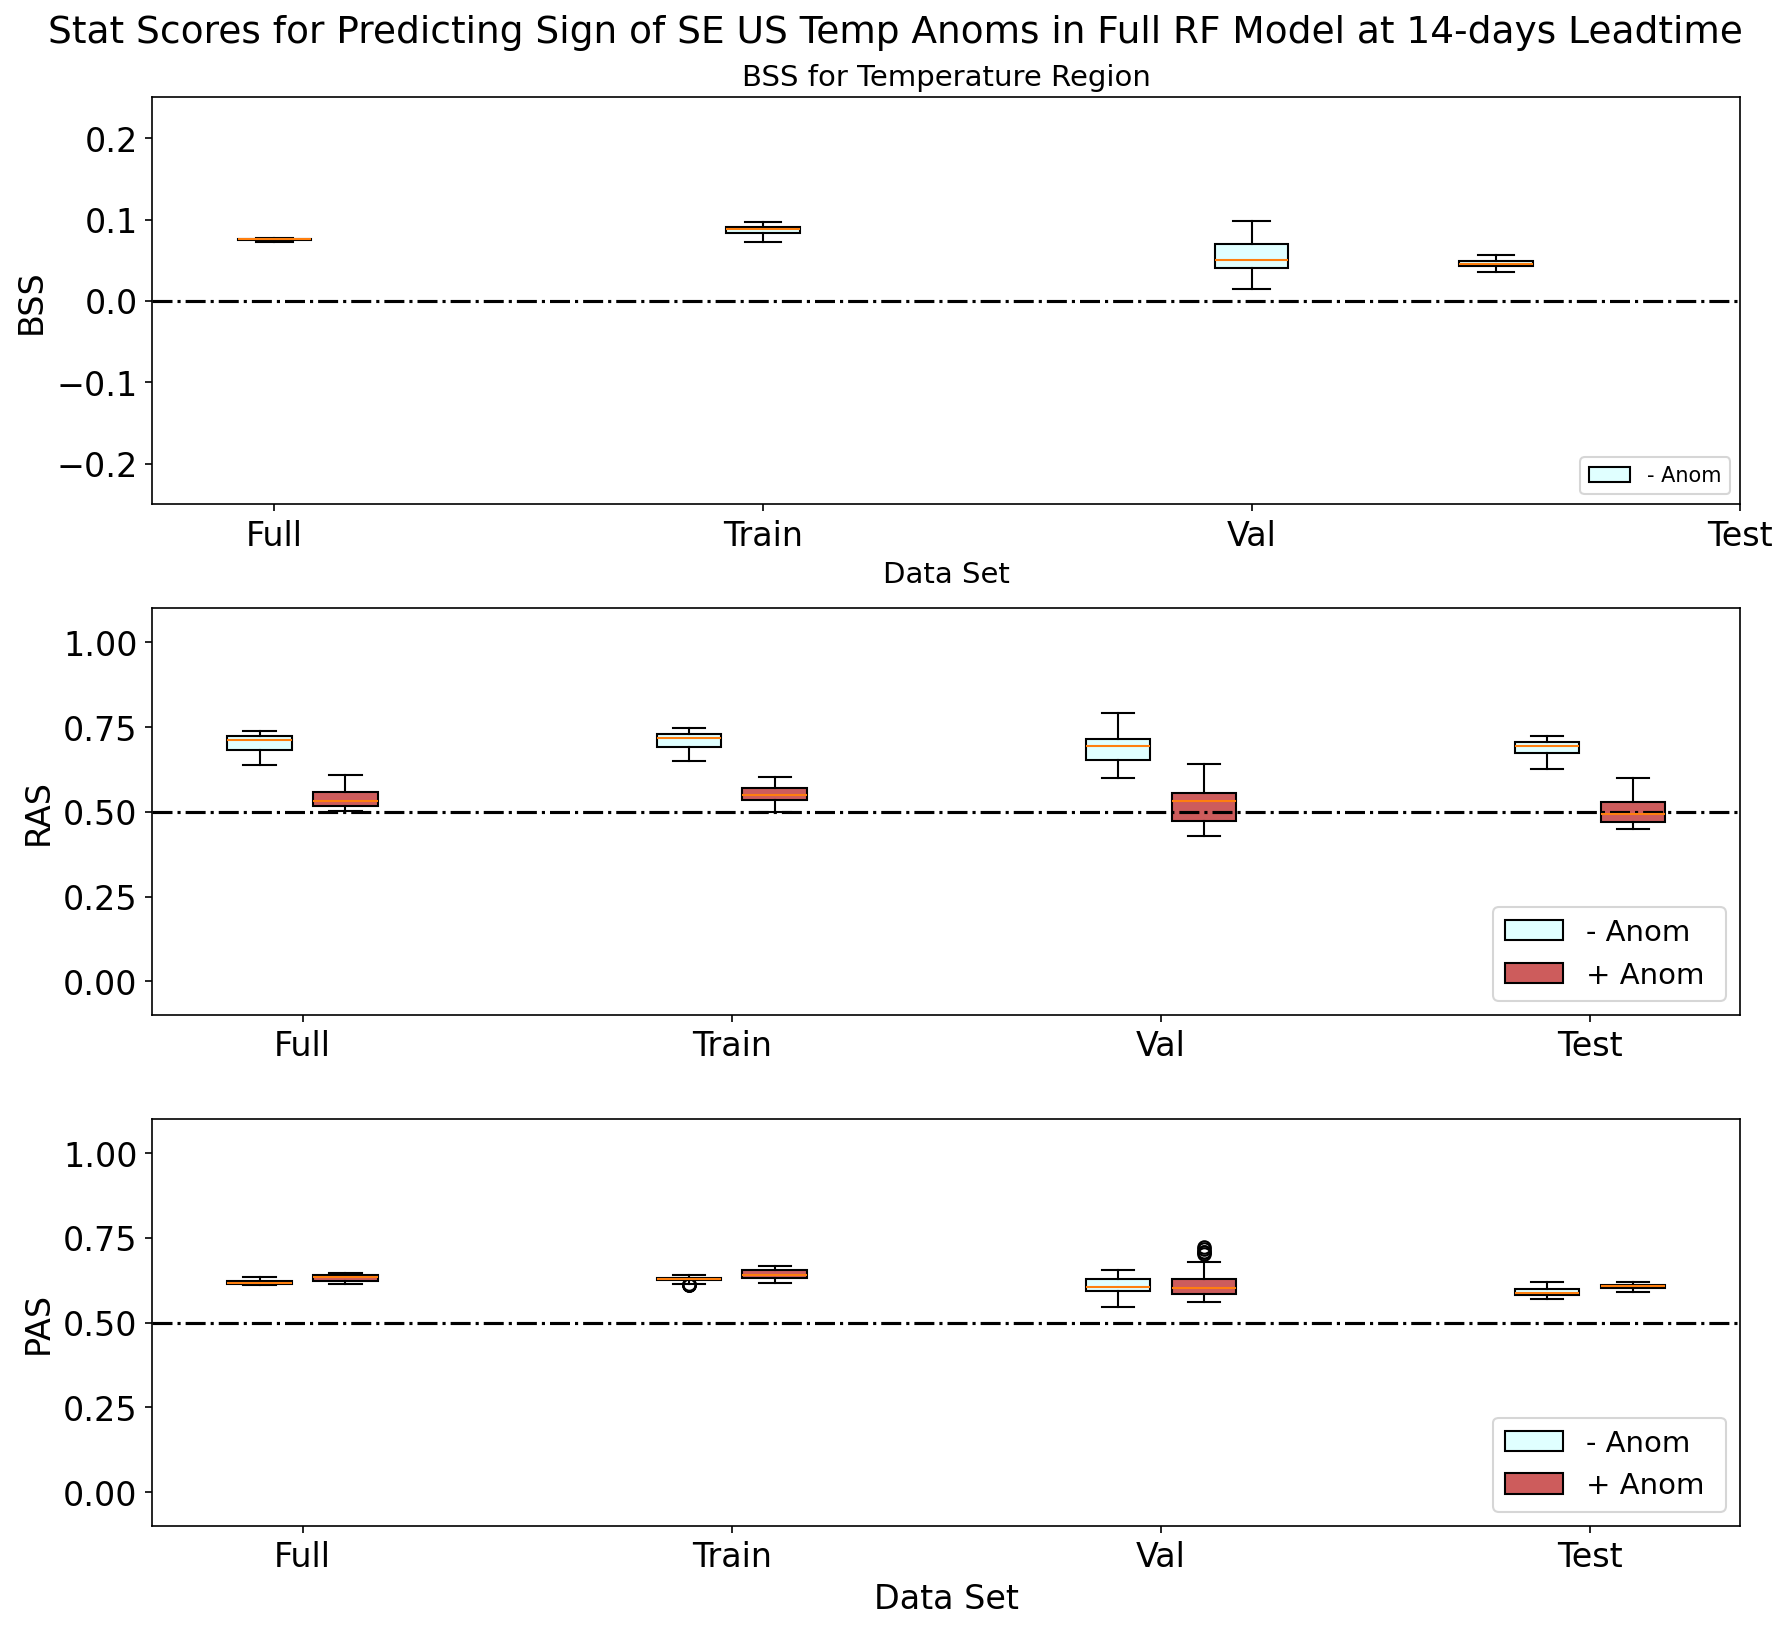 Stat Scores for Predicting Sign of SE US Temp Anoms in Full RF Model at 14-days Leadtime
BSS for Temperature Region
BSS
0.2
0.1
0.0
−0.1
−0.2
- Anom
Full Train Val Test
Data Set
RAS
1.00
0.75
0.50
0.25
0.00
- Anom
+ Anom
Full Train Val Test
PAS
1.00
0.75
0.50
0.25
0.00
- Anom
+ Anom
Full Train Val Test
Data Set